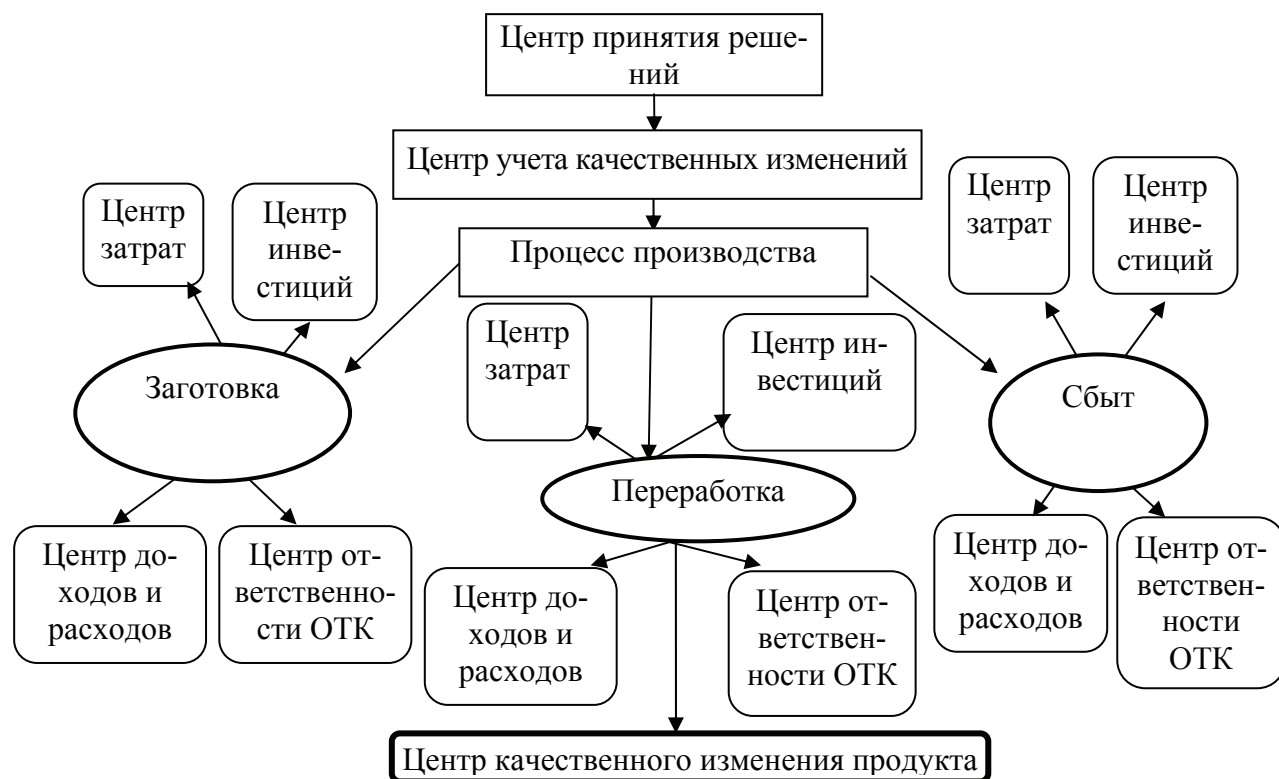 Центр принятия реше-
ний
Центр учета качественных изменений
Центр
затрат
Центр
инве-
стиций
Процесс производства
Центр
затрат
Центр
инве-
стиций
Центр
затрат
Центр ин-
вестиций
Заготовка
Сбыт
Переработка
Центр до-
ходов и
расходов
Центр от-
ветственно-
сти ОТК
Центр до-
ходов и
расходов
Центр от-
ветствен-
ности ОТК
Центр до-
ходов и
расходов
Центр от-
ветствен-
ности
ОТК
Центр качественного изменения продукта